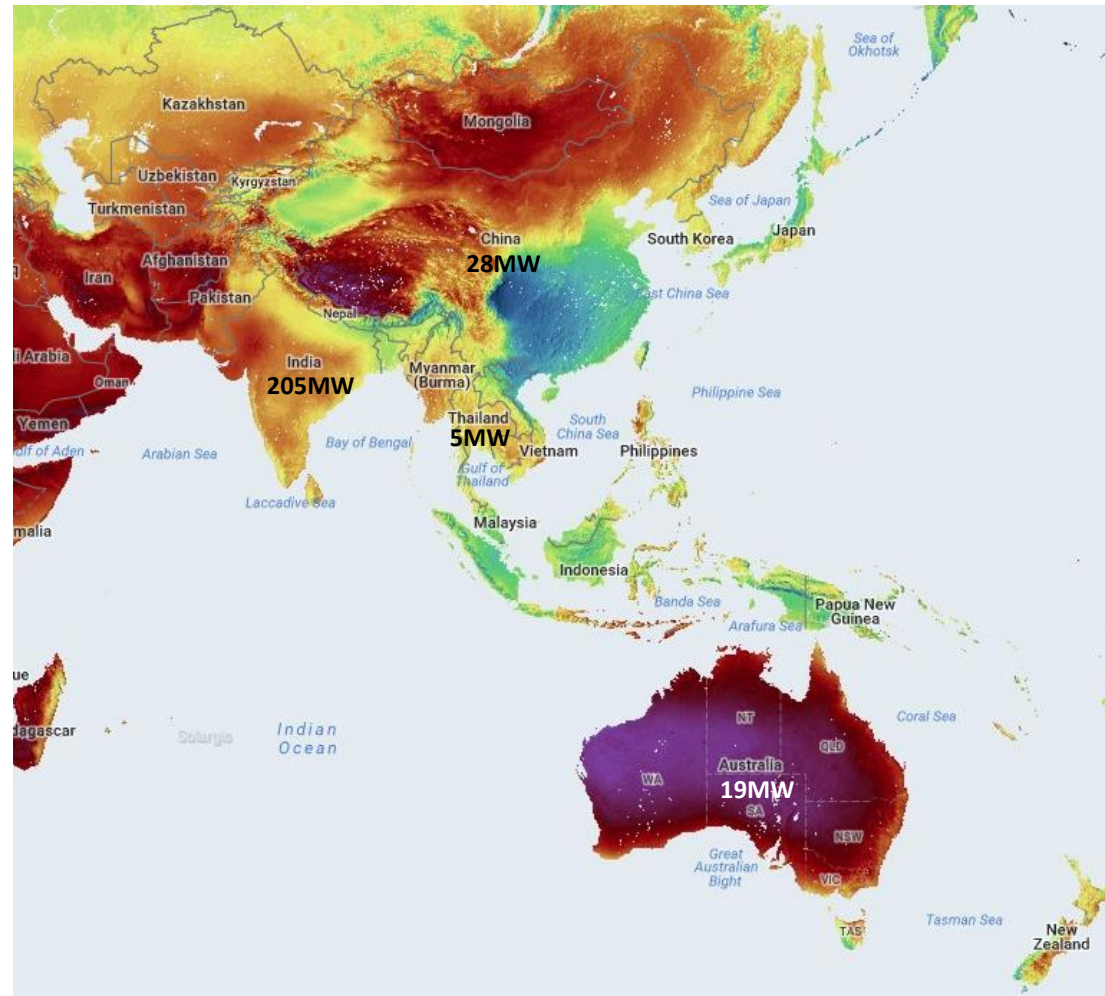 Sea of
Okhotsk
Kazakhstan
Mongolia
Uzbekistan
Kyrgyzstan
Turkmenistan
Sea of Japan
China
South Korea
Japan
28MW
Afghanistan
Iran
Pakistan
East China Sea
Nepal
India
Myanmar
(Burma)
205MW
i Arabia
Oman
Philippine Sea
Thailand
5MW
South
China Sea
Yemen
Bay of Bengal
Vietnam
Philippines
Gulf of Aden
Arabian Sea
Gulf of
Thailand
Laccadive Sea
Malaysia
malia
Indonesia
Banda Sea
Papua New
Guinea
Arafura Sea
ue
dagascar
Solargis
Indian
Ocean
NT
Coral Sea
QLD
Australia
WA
19MW
SA
NSW
Great
Australian
Bight
VIC
TAS
Tasman Sea
New
Zealand